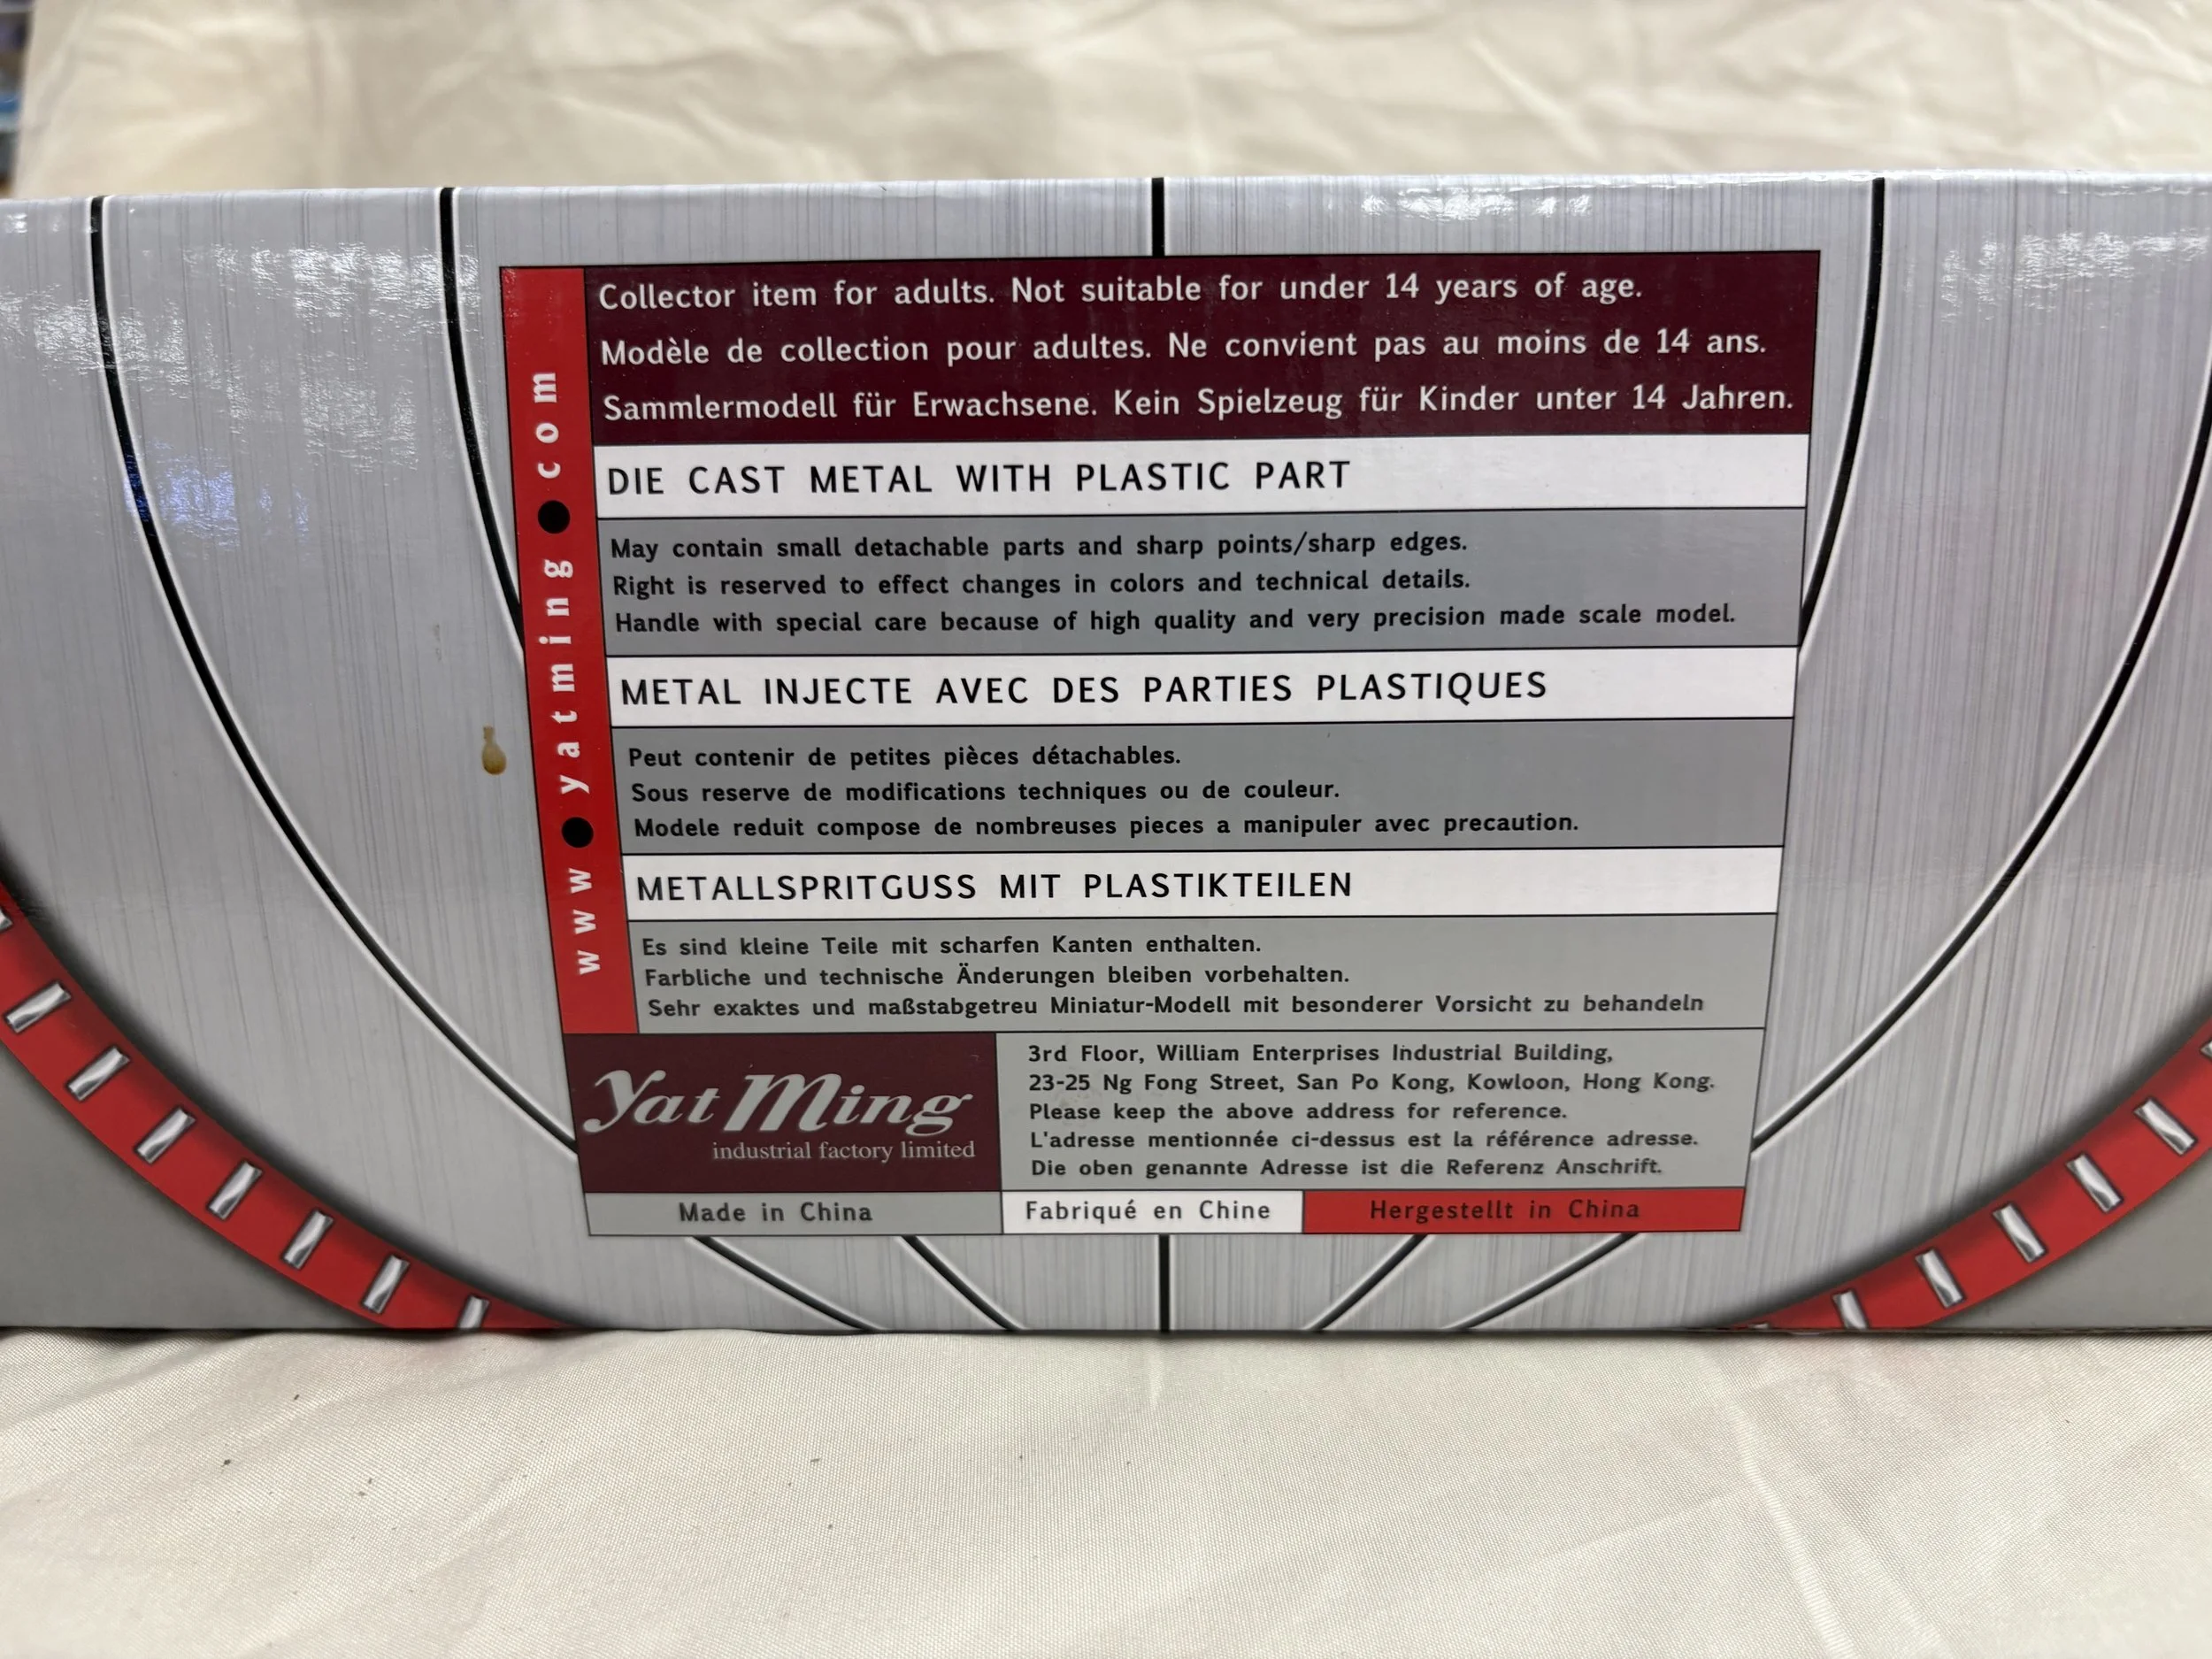 Collector item for adults. Not suitable for under 14 years of age.
Modèle de collection pour adultes. Ne convient pas au moins de 14 ans.
Sammlermodell für Erwachsene. Kein Spielzeug für Kinder unter 14 Jahren.
www●yatming●com
DIE CAST METAL WITH PLASTIC PART
May contain small detachable parts and sharp points/sharp edges.
Right is reserved to effect changes in colors and technical details.
Handle with special care because of high quality and very precision made scale model.
METAL INJECTE AVEC DES PARTIES PLASTIQUES
Peut contenir de petites pièces détachables.
Sous reserve de modifications techniques ou de couleur.
Modele reduit compose de nombreuses pieces a manipuler avec precaution.
METALLSPRITGUSS MIT PLASTIKTEILEN
Es sind kleine Teile mit scharfen Kanten enthalten.
Farbliche und technische Änderungen bleiben vorbehalten.
Sehr exaktes und maßstabgetreu Miniatur-Modell mit besonderer Vorsicht zu behandeln
Yat Ming
industrial factory limited
3rd Floor, William Enterprises Industrial Building,
23-25 Ng Fong Street, San Po Kong, Kowloon, Hong Kong.
Please keep the above address for reference.
L'adresse mentionnée ci-dessus est la référence adresse.
Die oben genannte Adresse ist die Referenz Anschrift.
Made in China
Fabriqué en Chine
Hergestellt in China